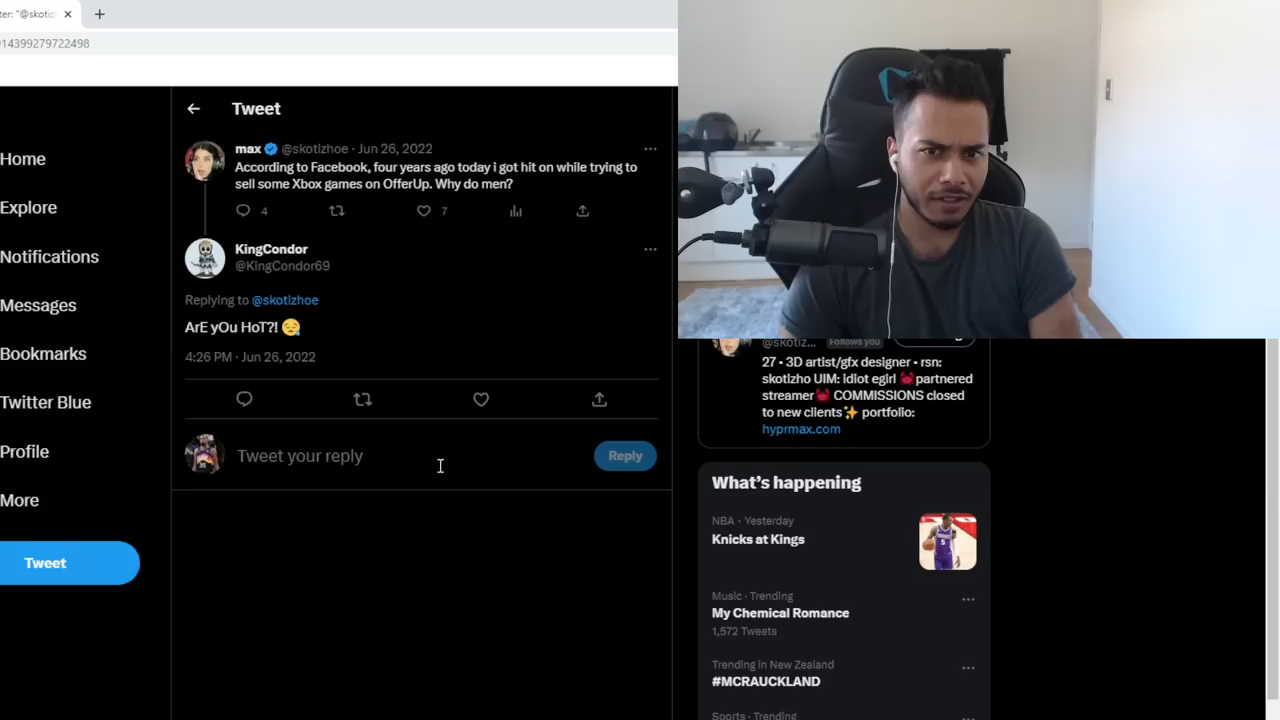 ter: "@skotiz
14399279722498
Home
Explore
Notifications
Messages
Bookmarks
Twitter Blue
Profile
More
Tweet
Tweet
max @skotizhoe · Jun 26, 2022
According to Facebook, four years ago today i got hit on while trying to
sell some Xbox games on OfferUp. Why do men?
4
7
KingCondor
@KingCondor69
Replying to @skotizhoe
ArE yOu HoT?! 😪
4:26 PM · Jun 26, 2022
Tweet your reply
Reply
@skotiz... Follows you
27 • 3D artist/gfx designer • rsn:
skotizho UIM: idiot egirl 🦀partnered
streamer🦀 COMMISSIONS closed
to new clients✨ portfolio:
hyprmax.com
What's happening
NBA · Yesterday
Knicks at Kings
Music · Trending
My Chemical Romance
1,572 Tweets
Trending in New Zealand
#MCRAUCKLAND
Sports · Trending